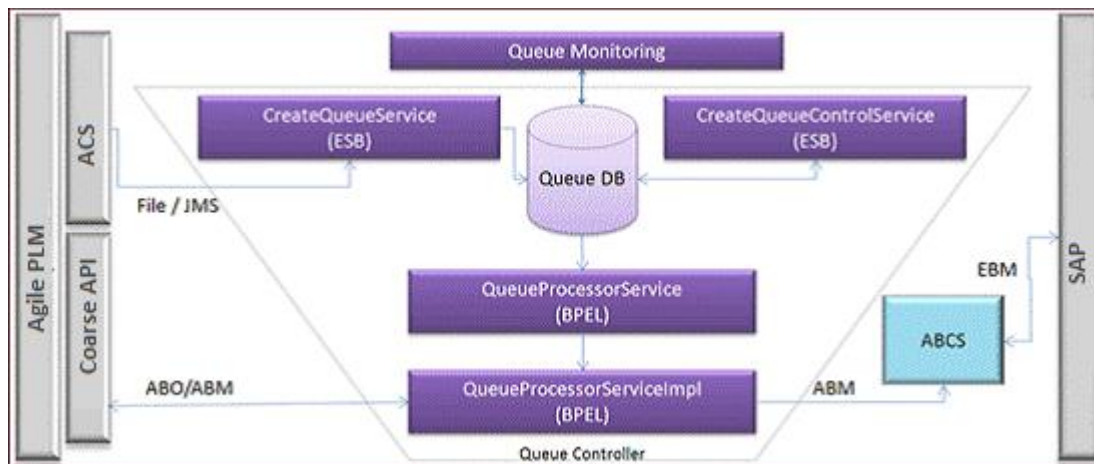 Agile PLM
ACS
Coarse API
Queue Monitoring
CreateQueueService
(ESB)
CreateQueueControlService
(ESB)
Queue DB
File / JMS
QueueProcessorService
(BPEL)
EBM
SAP
ABCS
ABO/ABM
QueueProcessorServiceImpl
(BPEL)
ABM
Queue Controller